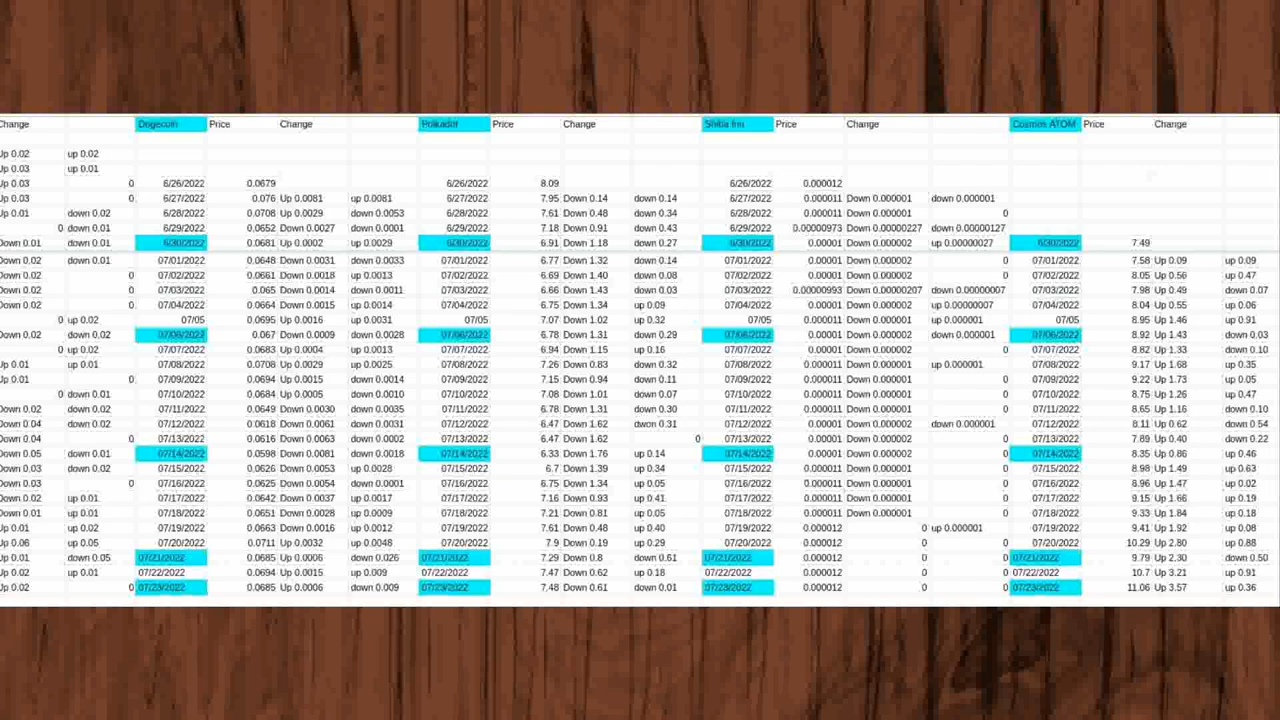 Change Dogecoin Price Change Polkadot Price Change Shiba Inu Price Change Cosmos ATOM Price Change
Up 0.02 up 0.02
Up 0.03 up 0.01
Up 0.03 0 6/26/2022 0.0679 6/26/2022 8.09 6/26/2022 0.000012
Up 0.03 0 6/27/2022 0.076 Up 0.0081 up 0.0081 6/27/2022 7.95 Down 0.14 down 0.14 6/27/2022 0.000011 Down 0.000001 down 0.000001
Up 0.01 down 0.02 6/28/2022 0.0708 Up 0.0029 down 0.0053 6/28/2022 7.61 Down 0.48 down 0.34 6/28/2022 0.000011 Down 0.000001 0
0 down 0.01 6/29/2022 0.0652 Down 0.0027 down 0.0001 6/29/2022 7.18 Down 0.91 down 0.43 6/29/2022 0.00000973 Down 0.00000227 down 0.00000127
Down 0.01 down 0.01 6/30/2022 0.0681 Up 0.0002 up 0.0029 6/30/2022 6.91 Down 1.18 down 0.27 6/30/2022 0.00001 Down 0.000002 up 0.00000027 6/30/2022 7.49
Down 0.02 down 0.01 07/01/2022 0.0648 Down 0.0031 down 0.0033 07/01/2022 6.77 Down 1.32 down 0.14 07/01/2022 0.00001 Down 0.000002 0 07/01/2022 7.58 Up 0.09 up 0.09
Down 0.02 0 07/02/2022 0.0661 Down 0.0018 up 0.0013 07/02/2022 6.69 Down 1.40 down 0.08 07/02/2022 0.00001 Down 0.000002 0 07/02/2022 8.05 Up 0.56 up 0.47
Down 0.02 0 07/03/2022 0.065 Down 0.0014 down 0.0011 07/03/2022 6.66 Down 1.43 down 0.03 07/03/2022 0.00000993 Down 0.00000207 down 0.00000007 07/03/2022 7.98 Up 0.49 down 0.07
Down 0.02 0 07/04/2022 0.0664 Down 0.0015 up 0.0014 07/04/2022 6.75 Down 1.34 up 0.09 07/04/2022 0.00001 Down 0.000002 up 0.00000007 07/04/2022 8.04 Up 0.55 up 0.06
0 up 0.02 07/05 0.0695 Up 0.0016 up 0.0031 07/05 7.07 Down 1.02 up 0.32 07/05 0.000011 Down 0.000001 up 0.000001 07/05 8.95 Up 1.46 up 0.91
Down 0.02 down 0.02 07/06/2022 0.067 Down 0.0009 down 0.0028 07/06/2022 6.78 Down 1.31 down 0.29 07/06/2022 0.00001 Down 0.000002 down 0.000001 07/06/2022 8.92 Up 1.43 down 0.03
0 up 0.02 07/07/2022 0.0683 Up 0.0004 up 0.0013 07/07/2022 6.94 Down 1.15 up 0.16 07/07/2022 0.00001 Down 0.000002 0 07/07/2022 8.82 Up 1.33 down 0.10
Up 0.01 up 0.01 07/08/2022 0.0708 Up 0.0029 up 0.0025 07/08/2022 7.26 Down 0.83 down 0.32 07/08/2022 0.000011 Down 0.000001 up 0.000001 07/08/2022 9.17 Up 1.68 up 0.35
Up 0.01 0 07/09/2022 0.0694 Up 0.0015 down 0.0014 07/09/2022 7.15 Down 0.94 down 0.11 07/09/2022 0.000011 Down 0.000001 0 07/09/2022 9.22 Up 1.73 up 0.05
0 down 0.01 07/10/2022 0.0684 Up 0.0005 down 0.0010 07/10/2022 7.08 Down 1.01 down 0.07 07/10/2022 0.000011 Down 0.000001 0 07/10/2022 8.75 Up 1.26 up 0.47
Down 0.02 down 0.02 07/11/2022 0.0649 Down 0.0030 down 0.0035 07/11/2022 6.78 Down 1.31 down 0.30 07/11/2022 0.000011 Down 0.000001 0 07/11/2022 8.65 Up 1.16 down 0.10
Down 0.04 down 0.02 07/12/2022 0.0618 Down 0.0061 down 0.0031 07/12/2022 6.47 Down 1.62 dwon 0.31 07/12/2022 0.00001 Down 0.000002 down 0.000001 07/12/2022 8.11 Up 0.62 down 0.54
Down 0.04 0 07/13/2022 0.0616 Down 0.0063 down 0.0002 07/13/2022 6.47 Down 1.62 0 07/13/2022 0.00001 Down 0.000002 0 07/13/2022 7.89 Up 0.40 down 0.22
Down 0.05 down 0.01 07/14/2022 0.0598 Down 0.0081 down 0.0018 07/14/2022 6.33 Down 1.76 up 0.14 07/14/2022 0.00001 Down 0.000002 0 07/14/2022 8.35 Up 0.86 up 0.46
Down 0.03 down 0.02 07/15/2022 0.0626 Down 0.0053 up 0.0028 07/15/2022 6.7 Down 1.39 up 0.34 07/15/2022 0.000011 Down 0.000001 0 07/15/2022 8.98 Up 1.49 up 0.63
Down 0.03 0 07/16/2022 0.0625 Down 0.0054 down 0.0001 07/16/2022 6.75 Down 1.34 up 0.05 07/16/2022 0.000011 Down 0.000001 0 07/16/2022 8.96 Up 1.47 up 0.02
Down 0.02 up 0.01 07/17/2022 0.0642 Down 0.0037 up 0.0017 07/17/2022 7.16 Down 0.93 up 0.41 07/17/2022 0.000011 Down 0.000001 0 07/17/2022 9.15 Up 1.66 up 0.19
Down 0.01 up 0.01 07/18/2022 0.0651 Down 0.0028 up 0.0009 07/18/2022 7.21 Down 0.81 up 0.05 07/18/2022 0.000011 Down 0.000001 0 07/18/2022 9.33 Up 1.84 up 0.18
Up 0.01 up 0.02 07/19/2022 0.0663 Down 0.0016 up 0.0012 07/19/2022 7.61 Down 0.48 up 0.40 07/19/2022 0.000012 0 up 0.000001 07/19/2022 9.41 Up 1.92 up 0.08
Up 0.06 up 0.05 07/20/2022 0.0711 Up 0.0032 up 0.0048 07/20/2022 7.9 Down 0.19 up 0.29 07/20/2022 0.000012 0 0 07/20/2022 10.29 Up 2.80 up 0.88
Up 0.01 down 0.05 07/21/2022 0.0685 Up 0.0006 down 0.026 07/21/2022 7.29 Down 0.8 down 0.61 07/21/2022 0.000012 0 0 07/21/2022 9.79 Up 2.30 down 0.50
Up 0.02 up 0.01 07/22/2022 0.0694 Up 0.0015 up 0.009 07/22/2022 7.47 Down 0.62 up 0.18 07/22/2022 0.000012 0 0 07/22/2022 10.7 Up 3.21 up 0.91
Up 0.02 0 07/23/2022 0.0685 Up 0.0006 down 0.009 07/23/2022 7.48 Down 0.61 down 0.01 07/23/2022 0.000012 0 0 07/23/2022 11.06 Up 3.57 up 0.36